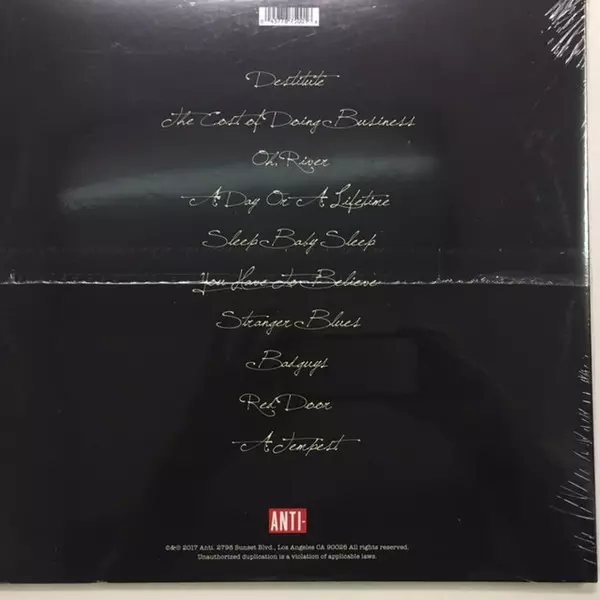 Destitute
The Cost of Doing Business
Oh, River
A Day Or A Lifetime
Sleep Baby Sleep
You Have To Believe
Stranger Blues
Badguys
Red Door
A Tempest
ANTI-
©&℗ 2017 Anti. 2798 Sunset Blvd., Los Angeles CA 90026 All rights reserved.
Unauthorized duplication is a violation of applicable laws.